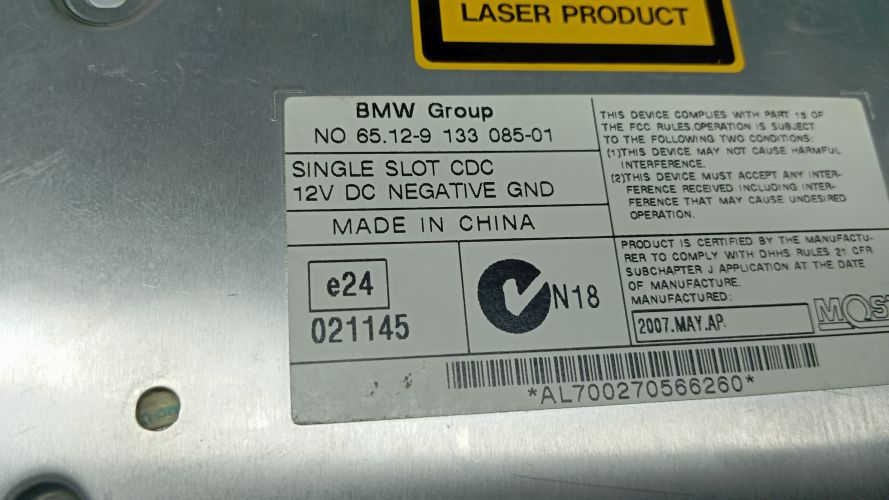 LASER PRODUCT
BMW Group
NO 65.12-9 133 085-01
SINGLE SLOT CDC
12V DC NEGATIVE GND
MADE IN CHINA
e24
021145
N18
THIS DEVICE COMPLIES WITH PART 15 OF
THE FCC RULES.OPERATION IS SUBJECT
TO THE FOLLOWING TWO CONDITIONS:
(1)THIS DEVICE MAY NOT CAUSE HARMFUL
INTERFERENCE.
(2)THIS DEVICE MUST ACCEPT ANY INTER-
FERENCE RECEIVED INCLUDING INTER-
FERENCE THAT MAY CAUSE UNDESIRED
OPERATION.
PRODUCT IS CERTIFIED BY THE MANUFACTU-
RER TO COMPLY WITH DHHS RULES 21 CFR
SUBCHAPTER J APPLICATION AT THE DATE
OF MANUFACTURE.
MANUFACTURED:
2007.MAY.AP.
MOS
*AL700270566260*